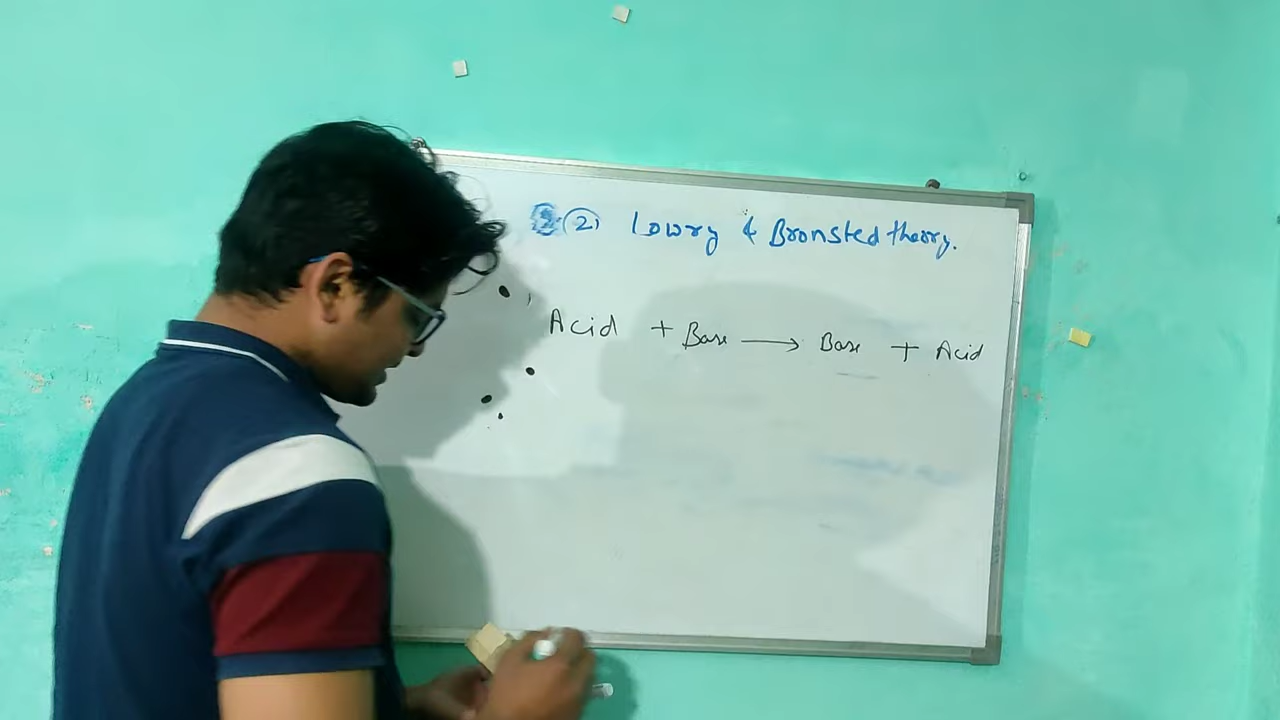 (2) Lowry & Bronsted theory.
Acid + Base → Base + Acid